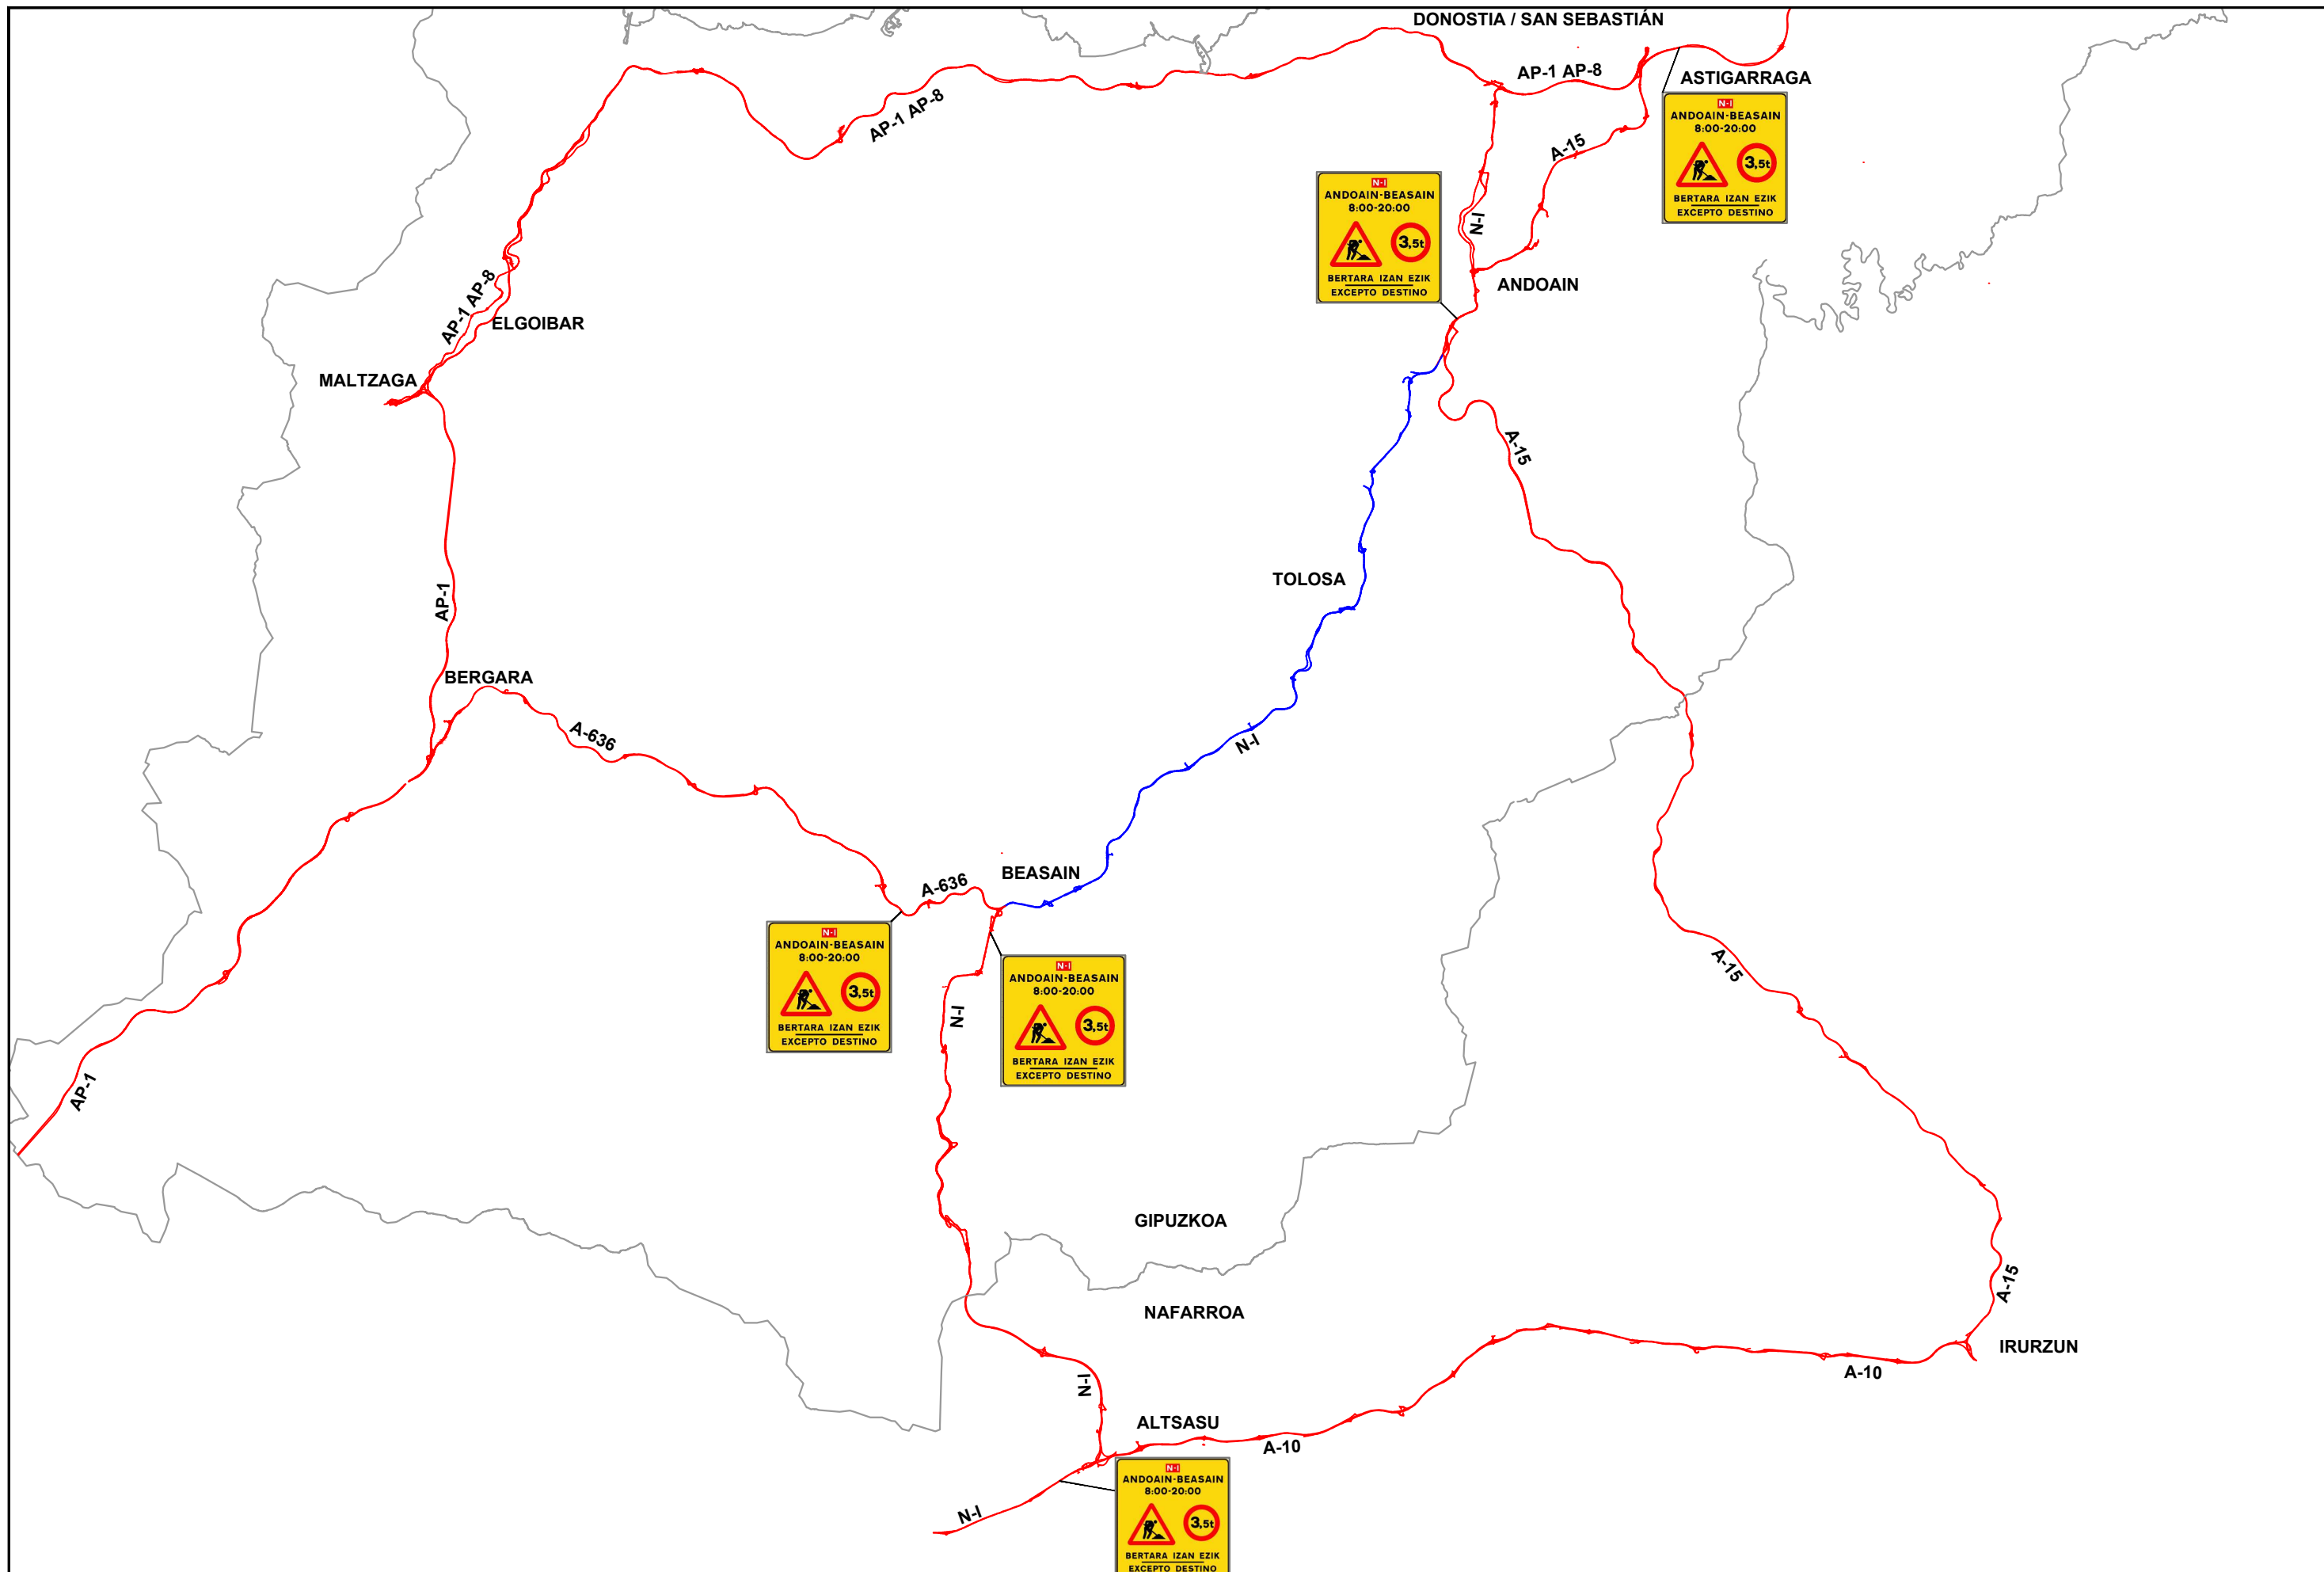 DONOSTIA / SAN SEBASTIÁN
AP-1 AP-8
ASTIGARRAGA
N-I
ANDOAIN-BEASAIN
8:00-20:00
3,5t
BERTARA IZAN EZIK
EXCEPTO DESTINO
AP-1 AP-8
A-15
N-I
ANDOAIN-BEASAIN
8:00-20:00
3,5t
BERTARA IZAN EZIK
EXCEPTO DESTINO
N-I
ANDOAIN
AP-1 AP-8
ELGOIBAR
MALTZAGA
A-15
TOLOSA
AP-1
BERGARA
A-636
N-I
BEASAIN
A-636
N-I
ANDOAIN-BEASAIN
8:00-20:00
3,5t
BERTARA IZAN EZIK
EXCEPTO DESTINO
N-I
ANDOAIN-BEASAIN
8:00-20:00
3,5t
BERTARA IZAN EZIK
EXCEPTO DESTINO
N-I
A-15
AP-1
GIPUZKOA
NAFARROA
A-15
IRURZUN
A-10
N-I
ALTSASU
A-10
N-I
ANDOAIN-BEASAIN
8:00-20:00
3,5t
BERTARA IZAN EZIK
EXCEPTO DESTINO
N-I